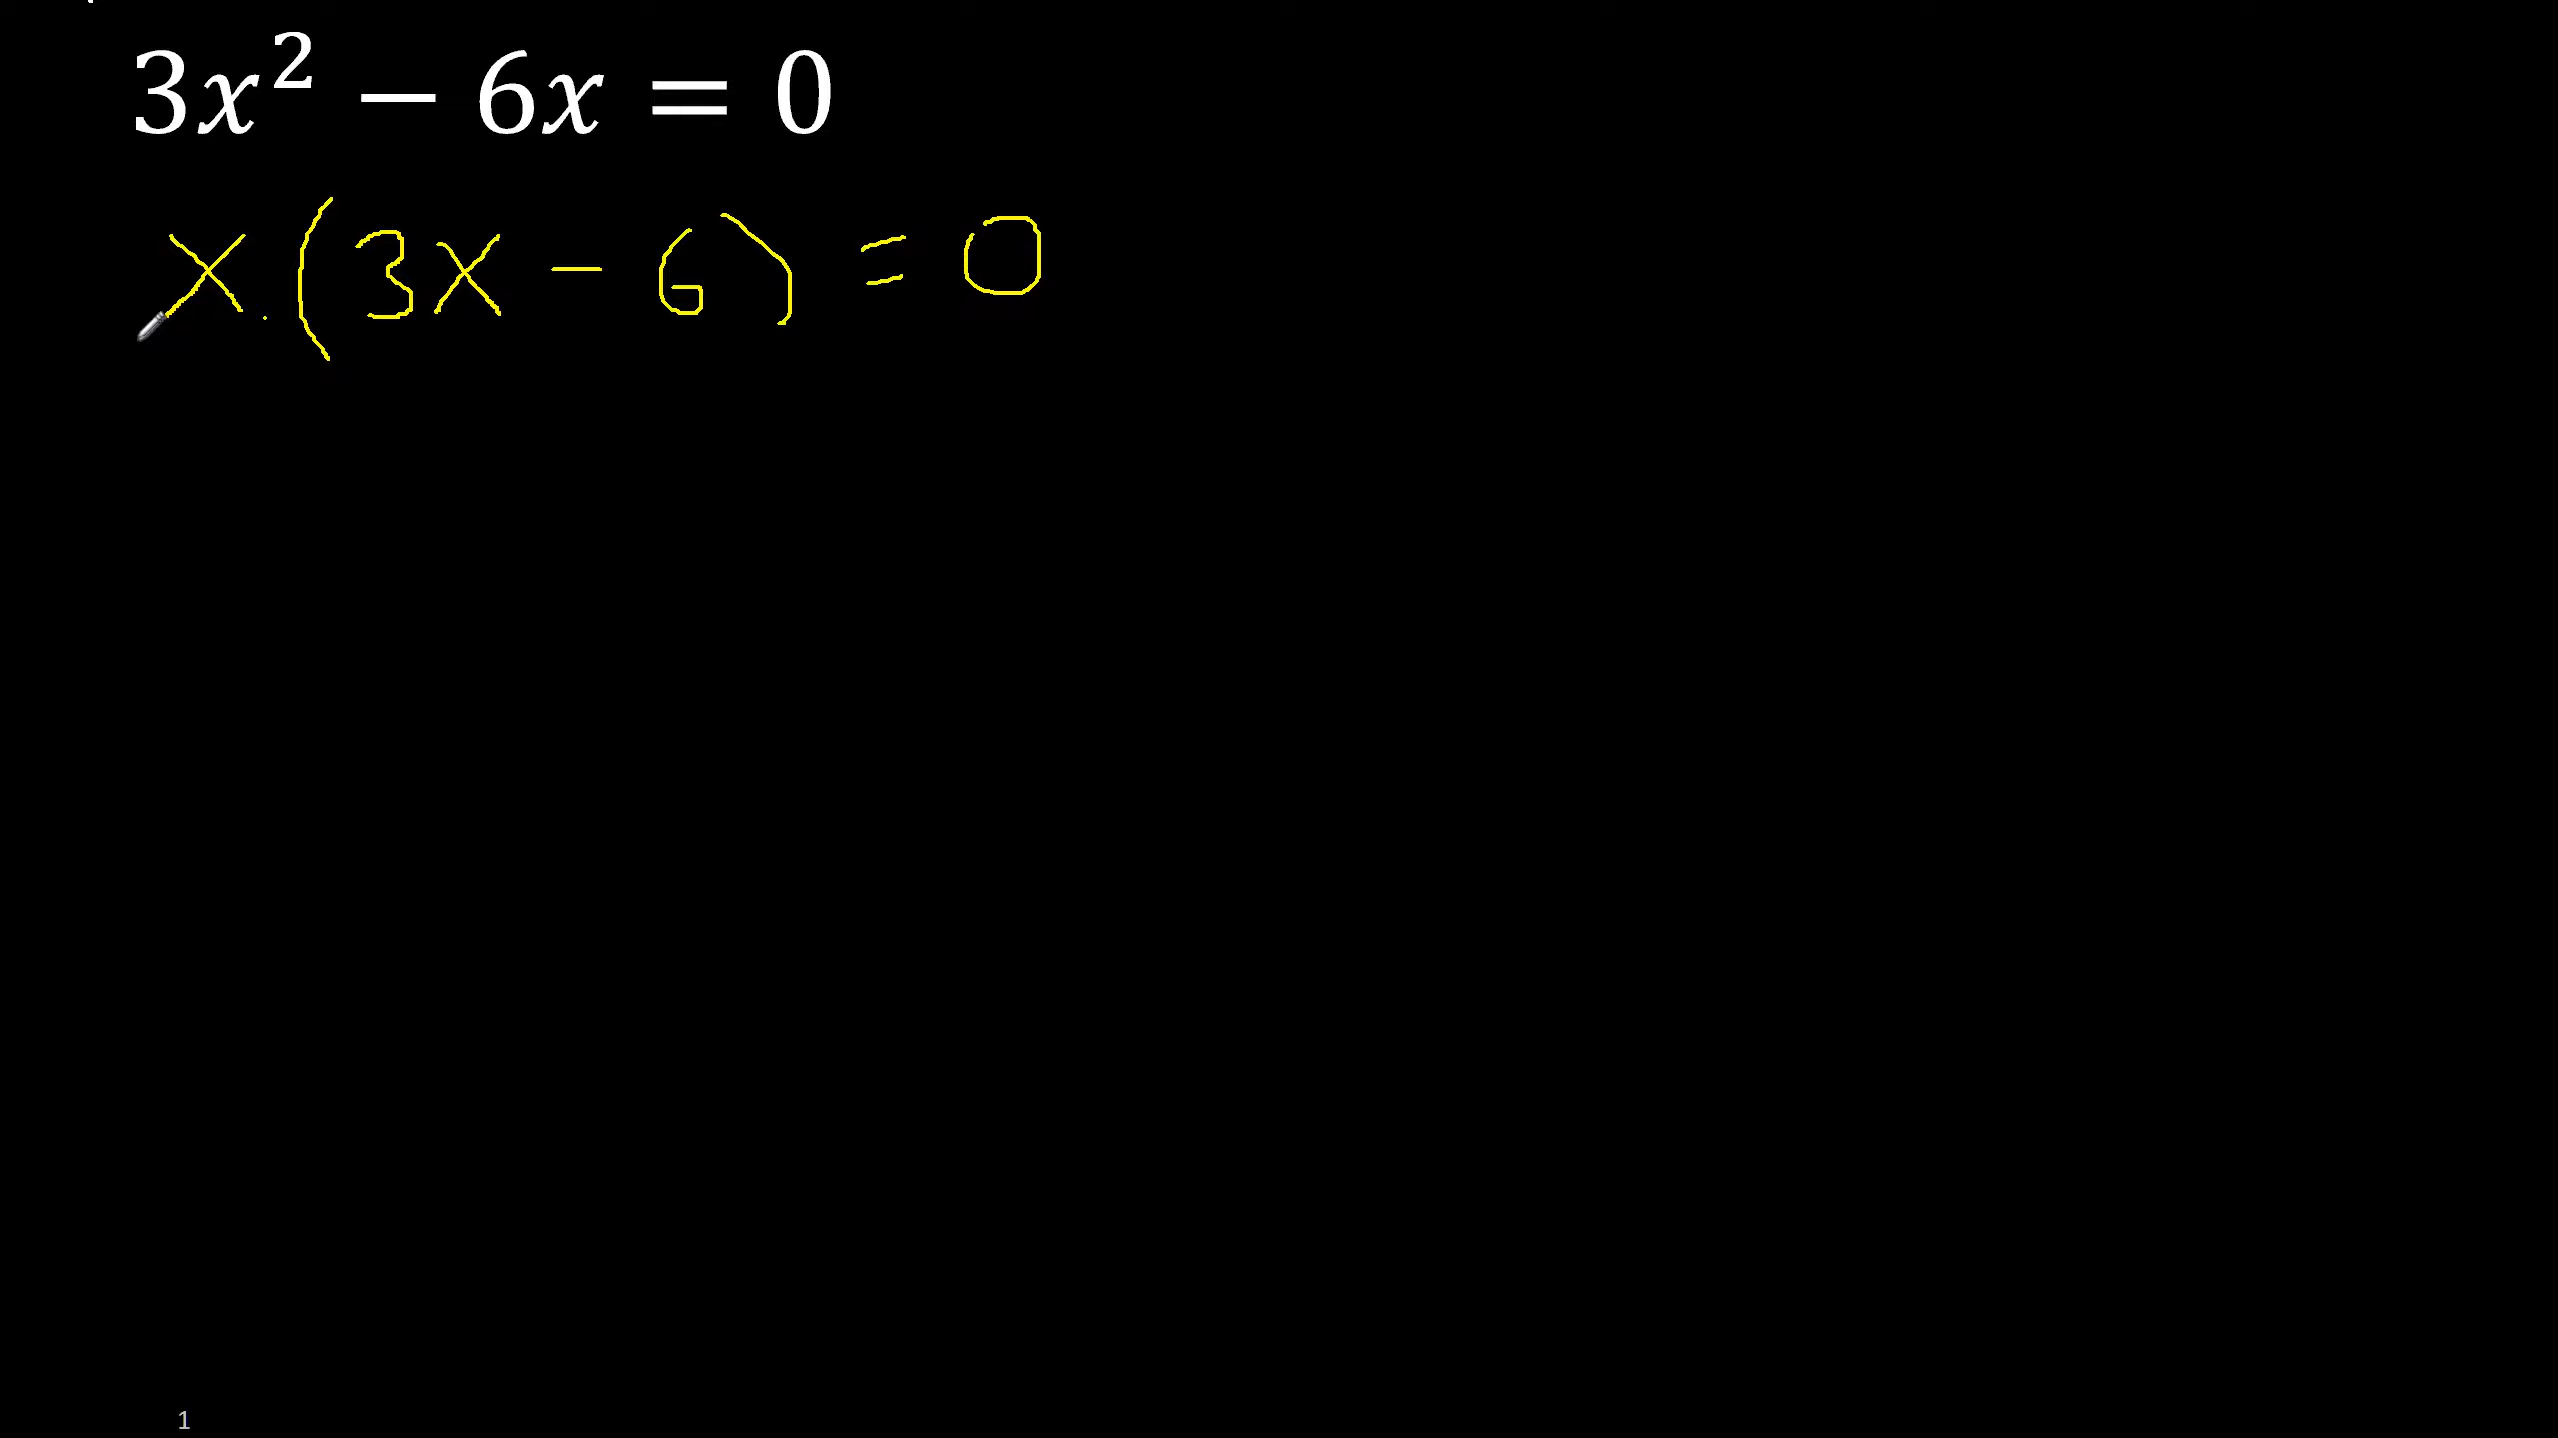 3x² − 6x = 0
x.(3x − 6) = 0
1